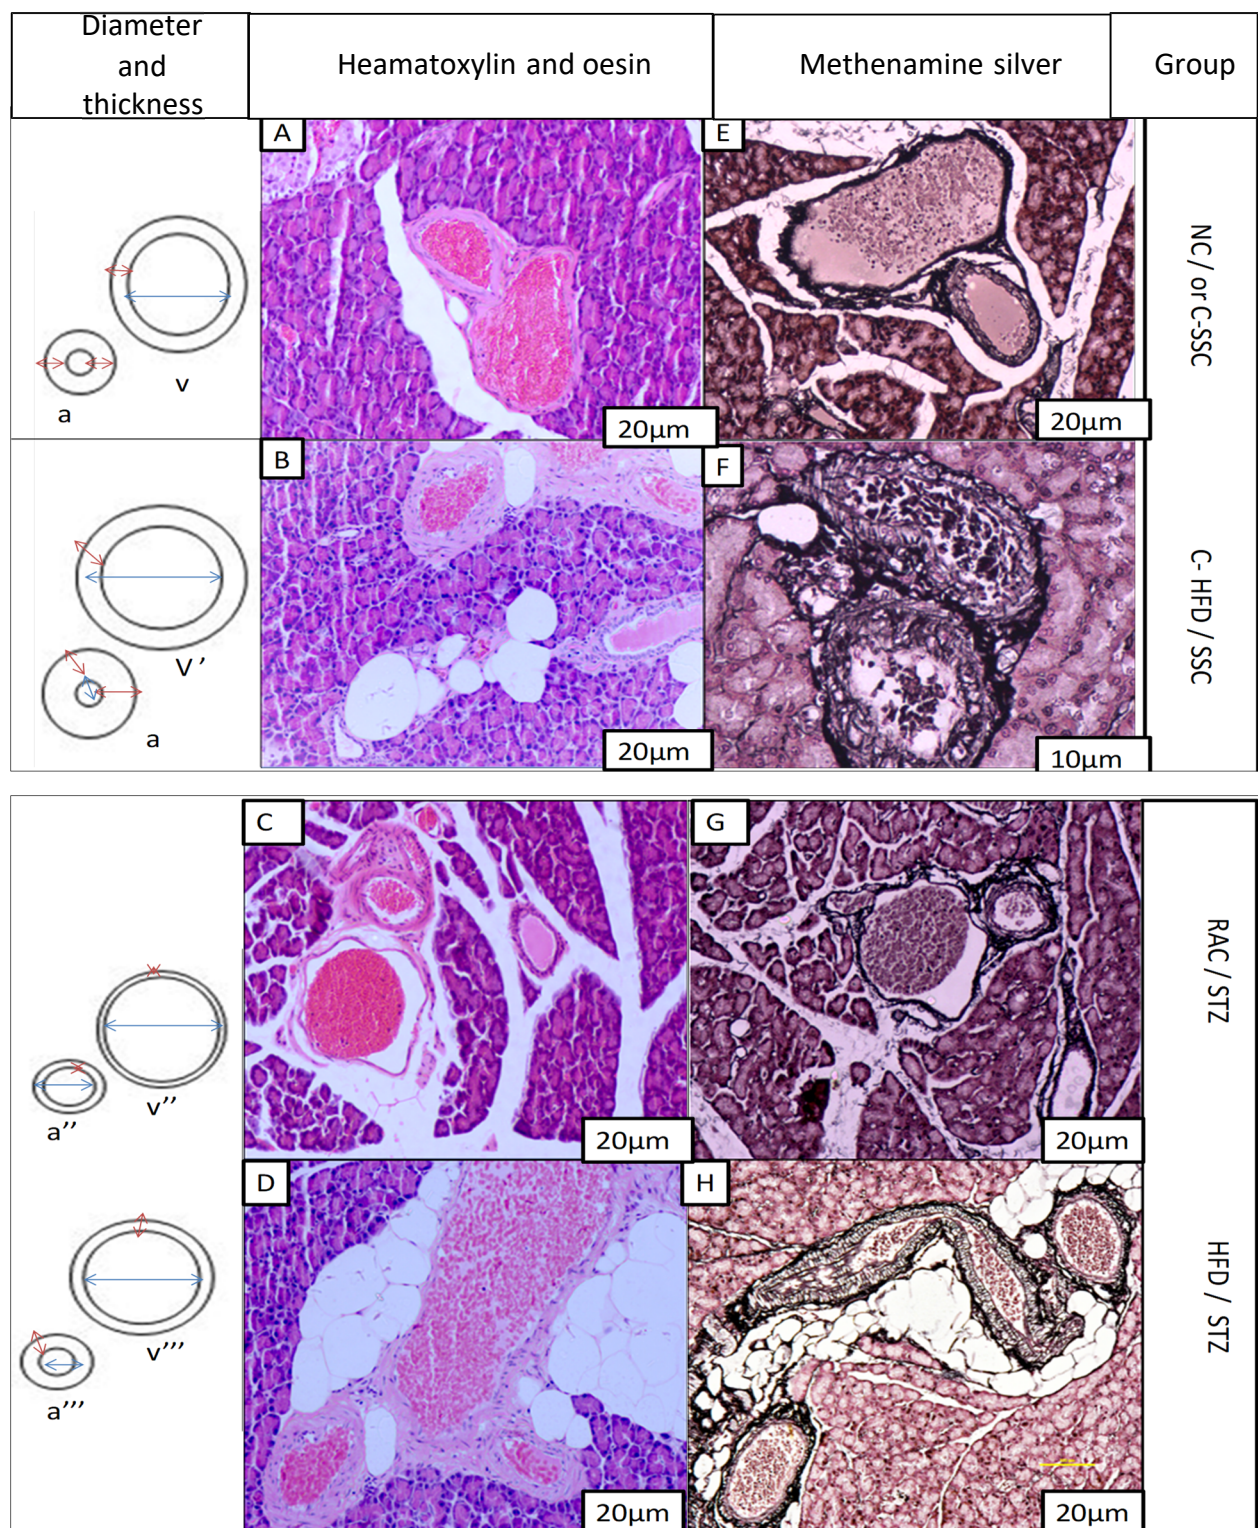 Diameter
and
thickness
Heamatoxylin and oesin
Methenamine silver
Group
A
E
v
a
20µm
20µm
NC / or C-SSC
B
F
V'
a
20µm
10µm
C- HFD / SSC
C
G
v''
a''
20µm
20µm
RAC / STZ
D
H
v'''
a'''
20µm
20µm
HFD / STZ